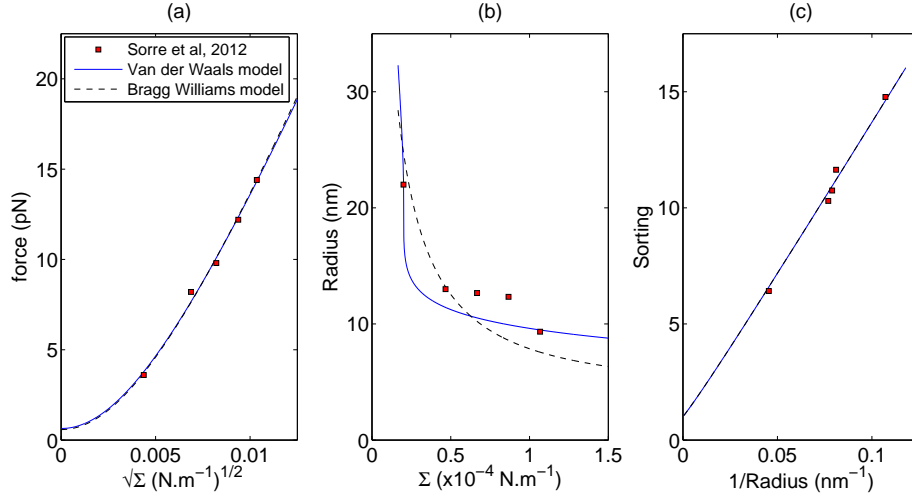 (a)
(b)
(c)
Sorre et al, 2012
Van der Waals model
Bragg Williams model
force (pN)
0
5
10
15
20
0
0.005
0.01
√Σ (N.m⁻¹)¹ᐟ²
Radius (nm)
0
10
20
30
0
0.5
1
1.5
Σ (x10⁻⁴ N.m⁻¹)
Sorting
0
5
10
15
0
0.05
0.1
1/Radius (nm⁻¹)